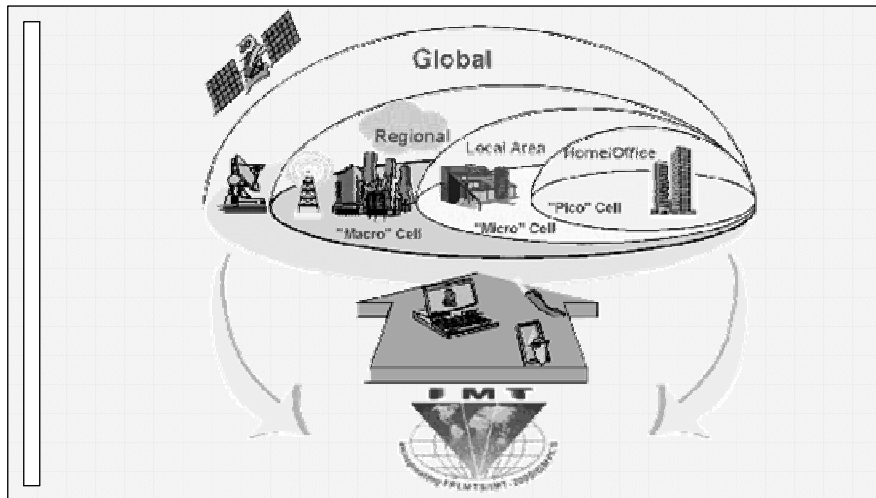 Global
Regional
Local Area
Home/Office
"Pico" Cell
"Micro" Cell
"Macro" Cell
IMT